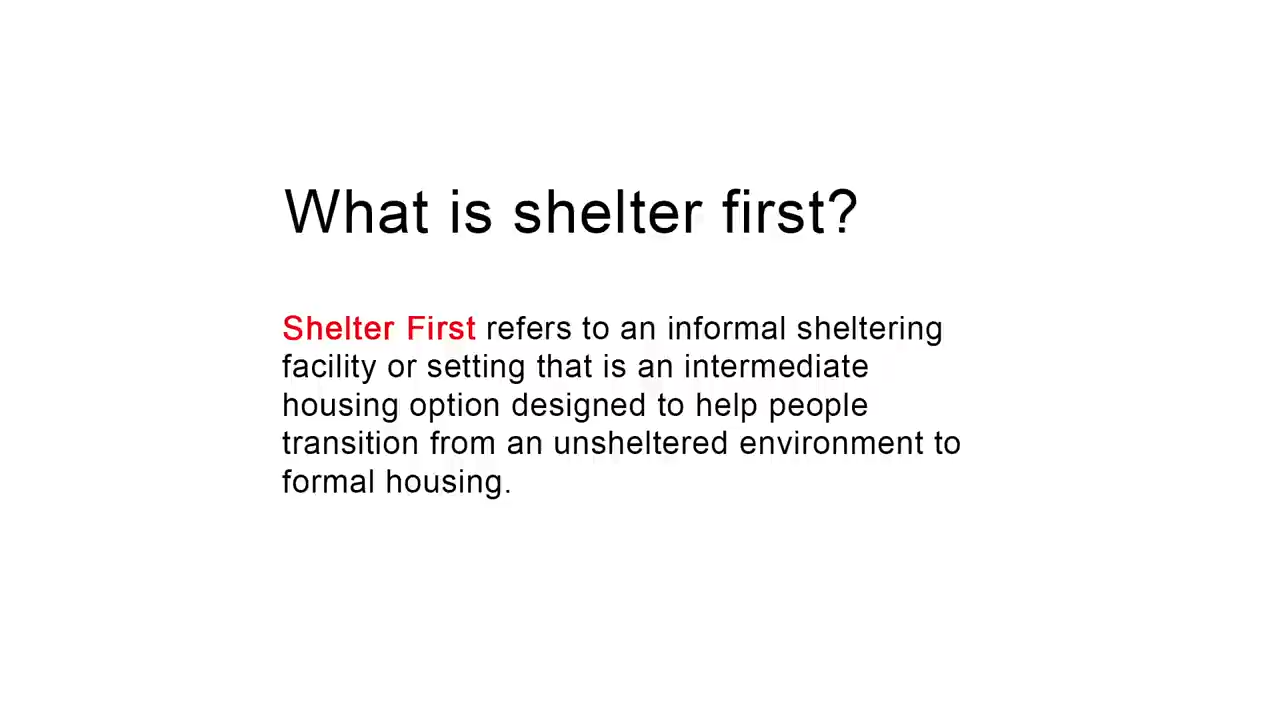 What is shelter first?
Shelter First refers to an informal sheltering
facility or setting that is an intermediate
housing option designed to help people
transition from an unsheltered environment to
formal housing.